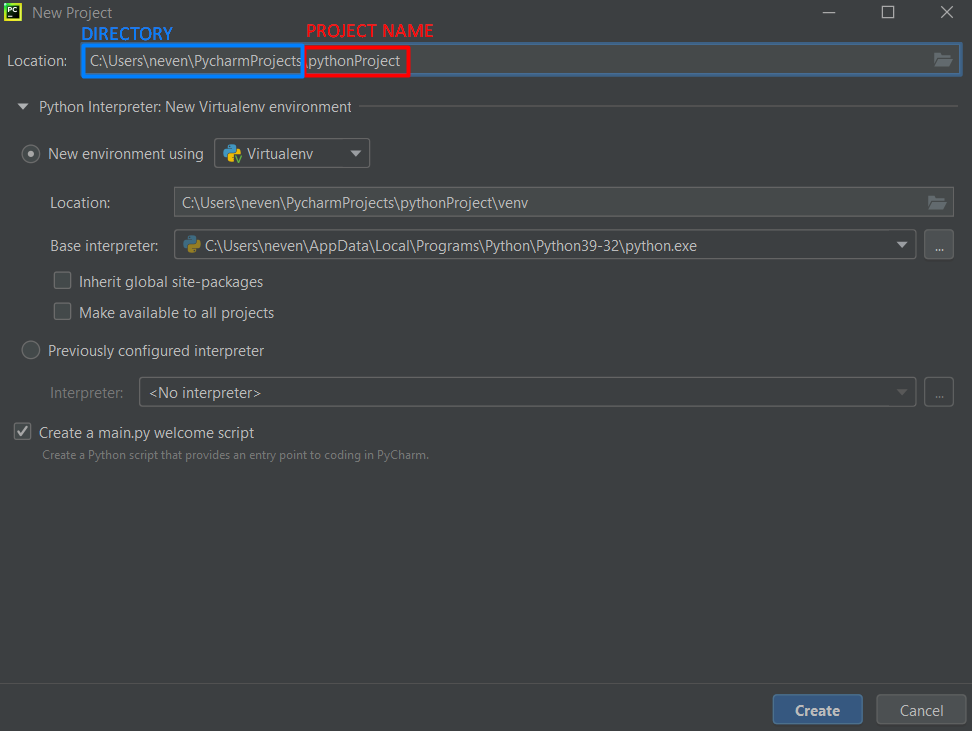 PC New Project
DIRECTORY PROJECT NAME
Location: C:\Users\neven\PycharmProjects\pythonProject
Python Interpreter: New Virtualenv environment
New environment using Virtualenv
Location: C:\Users\neven\PycharmProjects\pythonProject\venv
Base interpreter: C:\Users\neven\AppData\Local\Programs\Python\Python39-32\python.exe ...
Inherit global site-packages
Make available to all projects
Previously configured interpreter
Interpreter: <No interpreter> ...
Create a main.py welcome script
Create a Python script that provides an entry point to coding in PyCharm.
Create Cancel